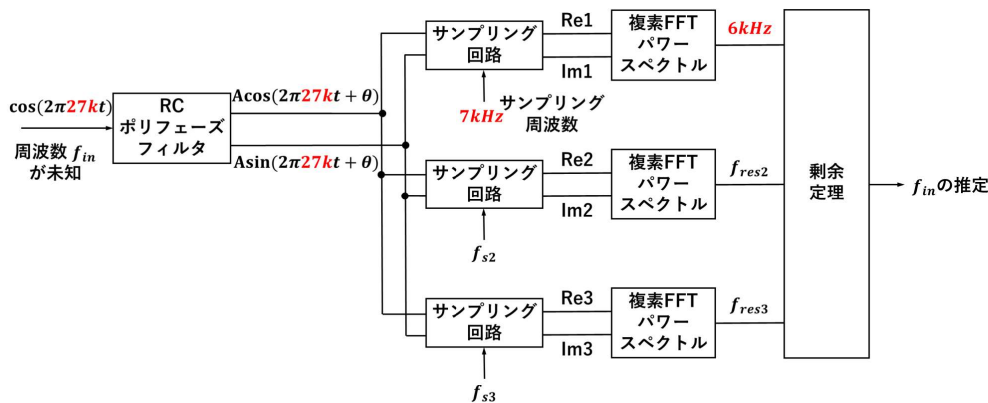 cos(2π27kt)
周波数 f_in
が未知
RC
ポリフェーズ
フィルタ
Acos(2π27kt + θ)
Asin(2π27kt + θ)
サンプリング
回路
7kHz サンプリング
周波数
Re1
Im1
複素FFT
パワー
スペクトル
6kHz
サンプリング
回路
f_s2
Re2
Im2
複素FFT
パワー
スペクトル
f_res2
サンプリング
回路
f_s3
Re3
Im3
複素FFT
パワー
スペクトル
f_res3
剰余
定理
f_inの推定